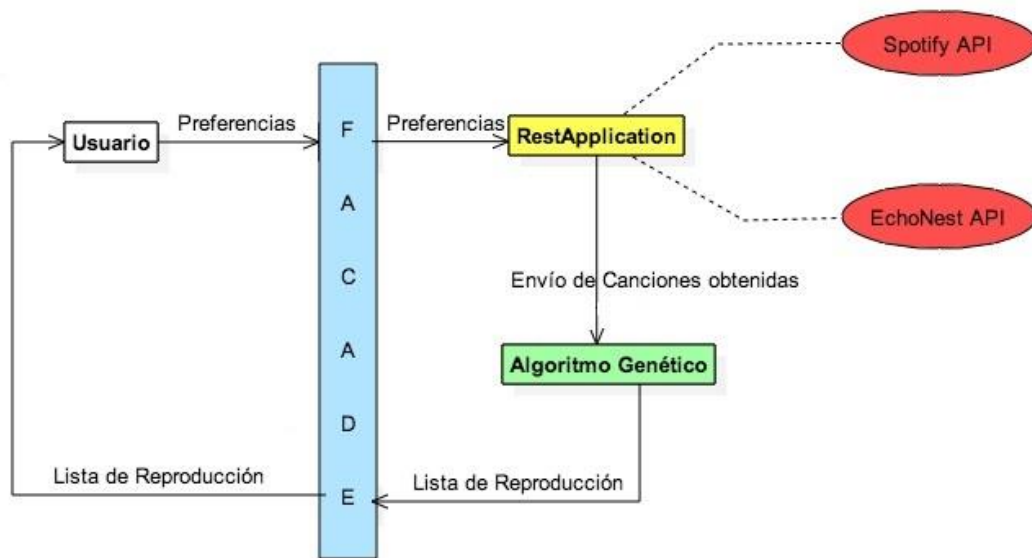 Spotify API
Preferencias
Preferencias
Usuario
RestApplication
F
A
C
A
D
E
EchoNest API
Envío de Canciones obtenidas
Algoritmo Genético
Lista de Reproducción
Lista de Reproducción